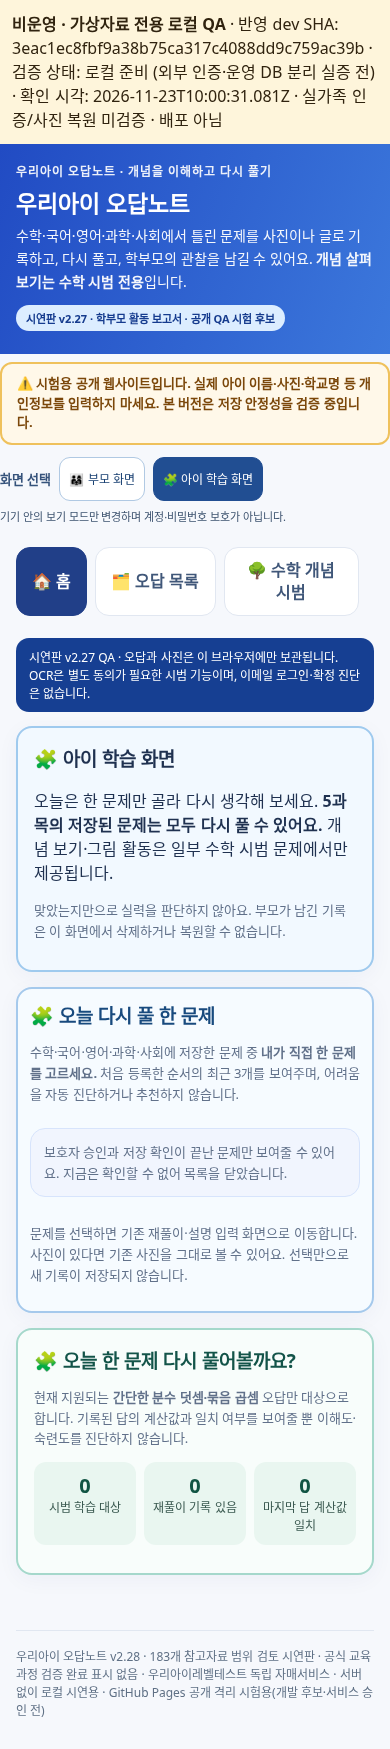 비운영 · 가상자료 전용 로컬 QA · 반영 dev SHA:
3eac1ec8fbf9a38b75ca317c4088dd9c759ac39b ·
검증 상태: 로컬 준비 (외부 인증·운영 DB 분리 실증 전)
· 확인 시각: 2026-11-23T10:00:31.081Z · 실가족 인
증/사진 복원 미검증 · 배포 아님
우리아이 오답노트 · 개념을 이해하고 다시 풀기
우리아이 오답노트
수학·국어·영어·과학·사회에서 틀린 문제를 사진이나 글로 기
록하고, 다시 풀고, 학부모의 관찰을 남길 수 있어요. 개념 살펴
보기는 수학 시범 전용입니다.
시연판 v2.27 · 학부모 활동 보고서 · 공개 QA 시험 후보
⚠️ 시험용 공개 웹사이트입니다. 실제 아이 이름·사진·학교명 등 개
인정보를 입력하지 마세요. 본 버전은 저장 안정성을 검증 중입니
다.
화면 선택
👨‍👩‍👧 부모 화면
🧩 아이 학습 화면
기기 안의 보기 모드만 변경하며 계정·비밀번호 보호가 아닙니다.
🏠 홈
🗂️ 오답 목록
🌳 수학 개념
시범
시연판 v2.27 QA · 오답과 사진은 이 브라우저에만 보관됩니다.
OCR은 별도 동의가 필요한 시범 기능이며, 이메일 로그인·확정 진단
은 없습니다.
🧩 아이 학습 화면
오늘은 한 문제만 골라 다시 생각해 보세요. 5과
목의 저장된 문제는 모두 다시 풀 수 있어요. 개
념 보기·그림 활동은 일부 수학 시범 문제에서만
제공됩니다.
맞았는지만으로 실력을 판단하지 않아요. 부모가 남긴 기록
은 이 화면에서 삭제하거나 복원할 수 없습니다.
🧩 오늘 다시 풀 한 문제
수학·국어·영어·과학·사회에 저장한 문제 중 내가 직접 한 문제
를 고르세요. 처음 등록한 순서의 최근 3개를 보여주며, 어려움
을 자동 진단하거나 추천하지 않습니다.
보호자 승인과 저장 확인이 끝난 문제만 보여줄 수 있어
요. 지금은 확인할 수 없어 목록을 닫았습니다.
문제를 선택하면 기존 재풀이·설명 입력 화면으로 이동합니다.
사진이 있다면 기존 사진을 그대로 볼 수 있어요. 선택만으로
새 기록이 저장되지 않습니다.
🧩 오늘 한 문제 다시 풀어볼까요?
현재 지원되는 간단한 분수 덧셈·묶음 곱셈 오답만 대상으로
합니다. 기록된 답의 계산값과 일치 여부를 보여줄 뿐 이해도·
숙련도를 진단하지 않습니다.
0
시범 학습 대상
0
재풀이 기록 있음
0
마지막 답 계산값
일치
우리아이 오답노트 v2.28 · 183개 참고자료 범위 검토 시연판 · 공식 교육
과정 검증 완료 표시 없음 · 우리아이레벨테스트 독립 자매서비스 · 서버
없이 로컬 시연용 · GitHub Pages 공개 격리 시험용(개발 후보·서비스 승
인 전)